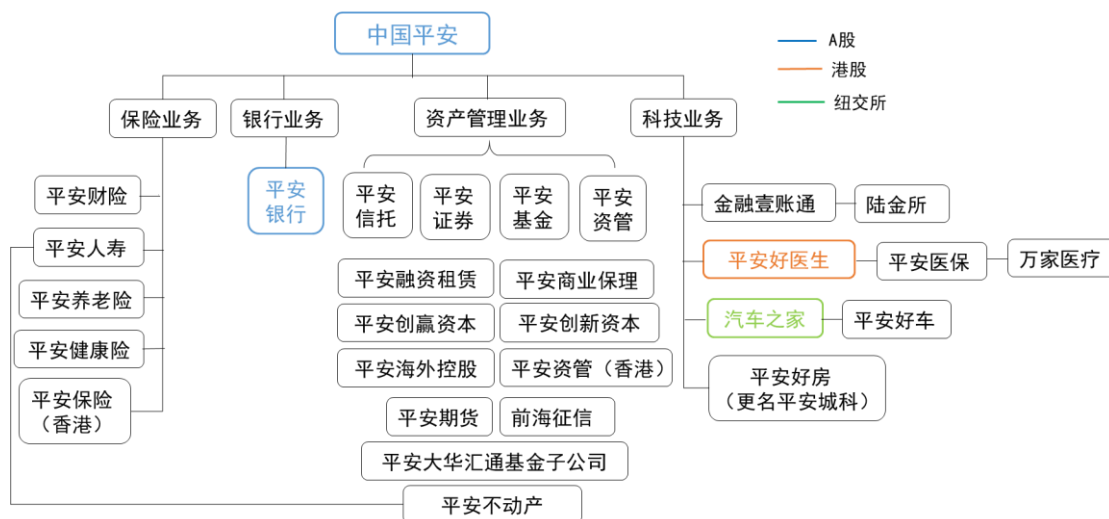 中国平安
A股
港股
纽交所
保险业务
银行业务
资产管理业务
科技业务
平安财险
平安人寿
平安养老险
平安健康险
平安保险
（香港）
平安
银行
平安
信托
平安
证券
平安
基金
平安
资管
平安融资租赁
平安商业保理
平安创赢资本
平安创新资本
平安海外控股
平安资管（香港）
平安期货
前海征信
平安大华汇通基金子公司
平安不动产
金融壹账通
陆金所
平安好医生
平安医保
万家医疗
汽车之家
平安好车
平安好房
（更名平安城科）